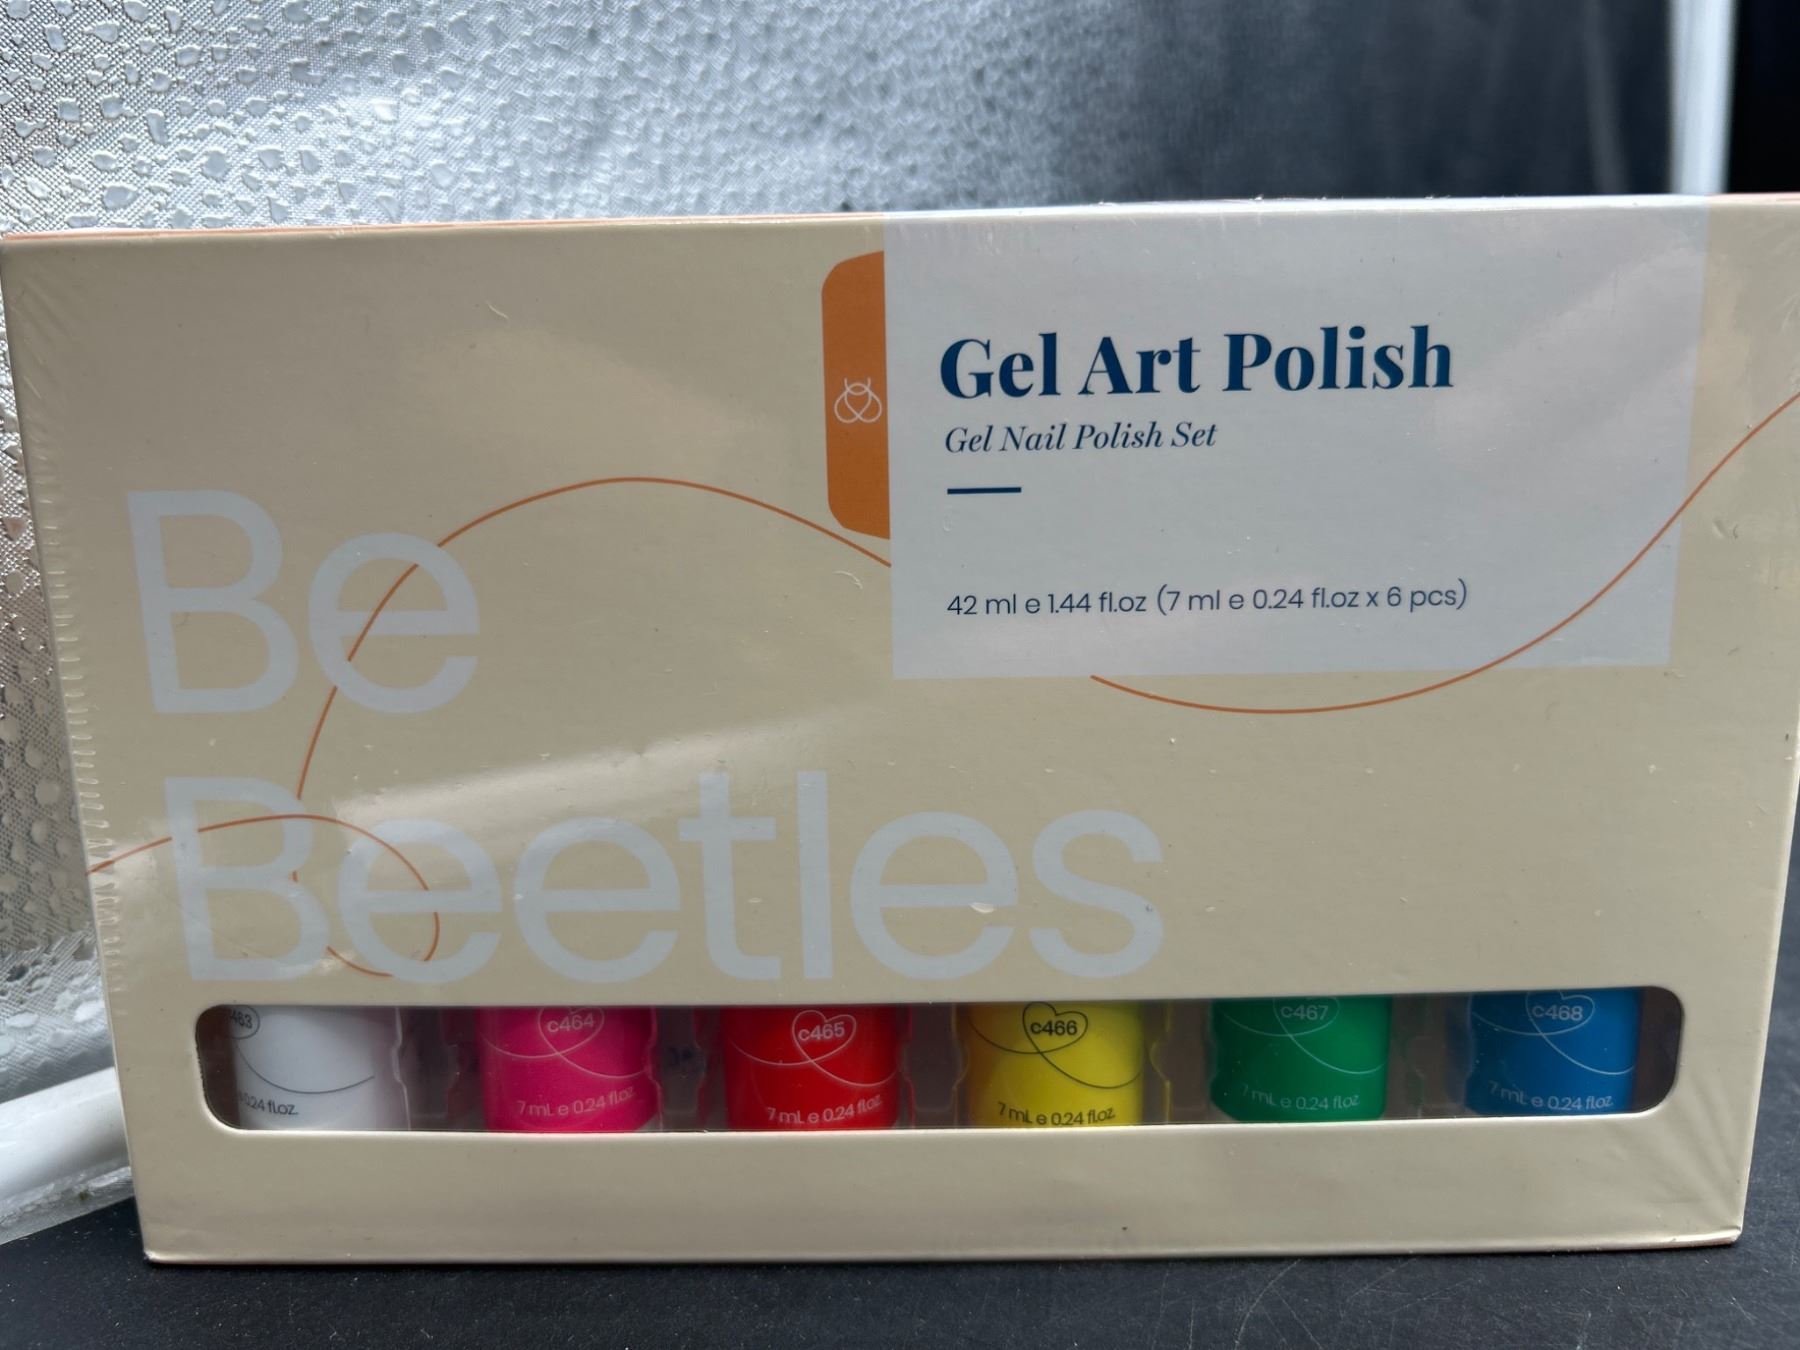 Gel Art Polish
Gel Nail Polish Set
42 ml e 1.44 fl.oz (7 ml e 0.24 fl.oz x 6 pcs)
Be
Beetles
463
0.24 fl.oz.
c464
7 mL e 0.24 fl.oz.
c465
7 mL e 0.24 fl.oz.
c466
7 mL e 0.24 fl.oz
c467
7 mL e 0.24 fl.oz.
c468
7 mL e 0.24 fl.oz.